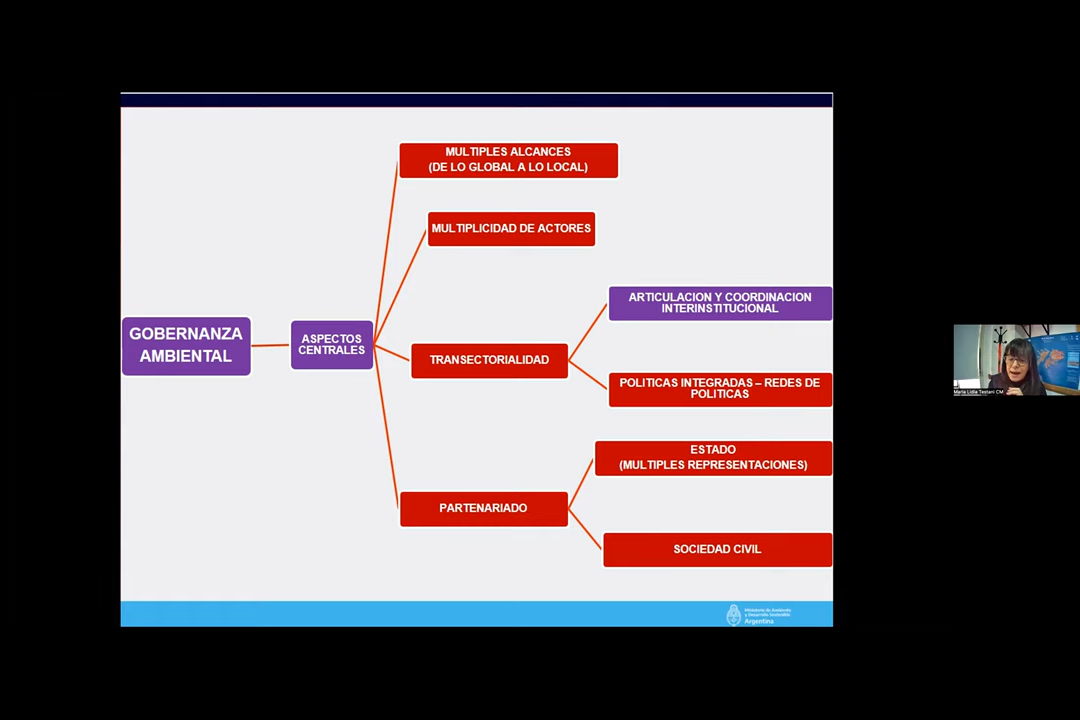 MULTIPLES ALCANCES
(DE LO GLOBAL A LO LOCAL)
MULTIPLICIDAD DE ACTORES
ARTICULACION Y COORDINACION
INTERINSTITUCIONAL
GOBERNANZA
AMBIENTAL
ASPECTOS
CENTRALES
TRANSECTORIALIDAD
POLITICAS INTEGRADAS – REDES DE
POLITICAS
ESTADO
(MULTIPLES REPRESENTACIONES)
PARTENARIADO
SOCIEDAD CIVIL
Ministerio de Ambiente
y Desarrollo Sostenible
Argentina
Maria Lidia Testani CM